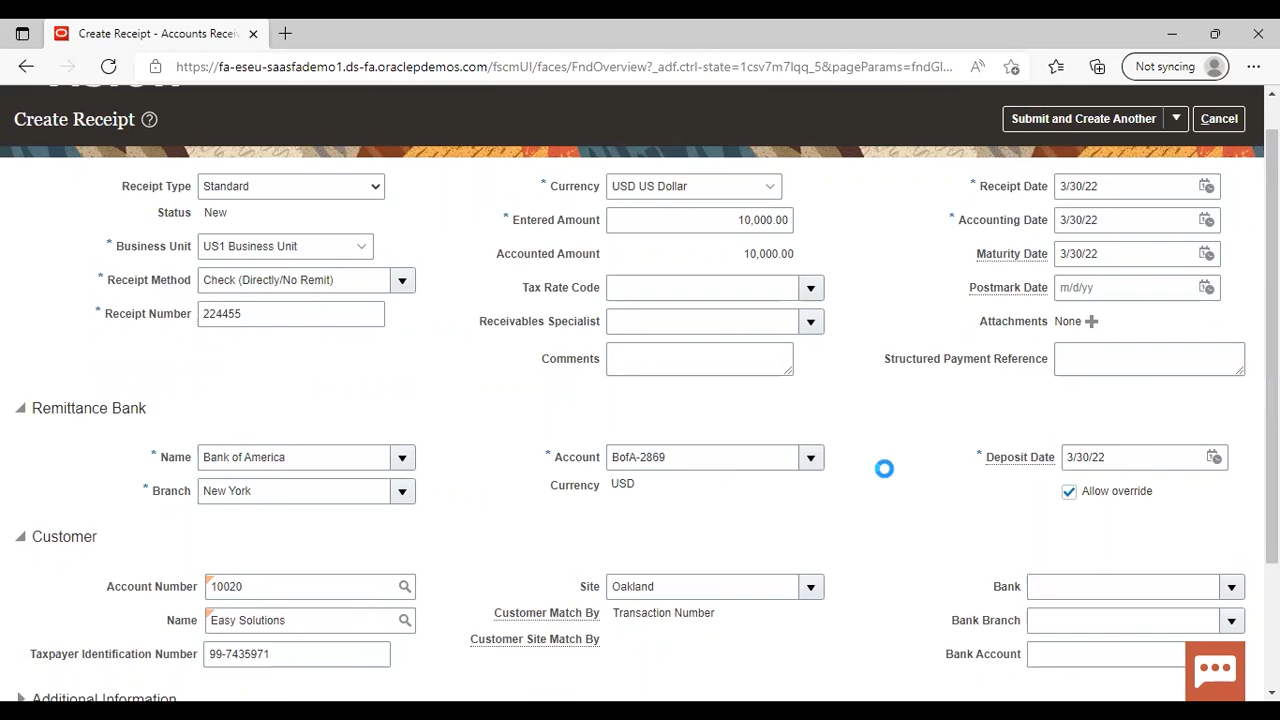 Create Receipt - Accounts Recei
https://fa-eseu-saasfademo1.ds-fa.oraclepdemos.com/fscmUI/faces/FndOverview?_adf.ctrl-state=1csv7m7lqq_5&pageParams=fndGl...
Not syncing
Create Receipt
Submit and Create Another
Cancel
Receipt Type Standard
* Currency USD US Dollar
* Receipt Date 3/30/22
Status New
* Entered Amount 10,000.00
* Accounting Date 3/30/22
* Business Unit US1 Business Unit
Accounted Amount 10,000.00
Maturity Date 3/30/22
* Receipt Method Check (Directly/No Remit)
Tax Rate Code
Postmark Date m/d/yy
* Receipt Number 224455
Receivables Specialist
Attachments None
Comments
Structured Payment Reference
Remittance Bank
* Name Bank of America
* Account BofA-2869
* Deposit Date 3/30/22
* Branch New York
Currency USD
Allow override
Customer
Account Number 10020
Site Oakland
Bank
Name Easy Solutions
Customer Match By Transaction Number
Bank Branch
Customer Site Match By
Taxpayer Identification Number 99-7435971
Bank Account
Additional Information